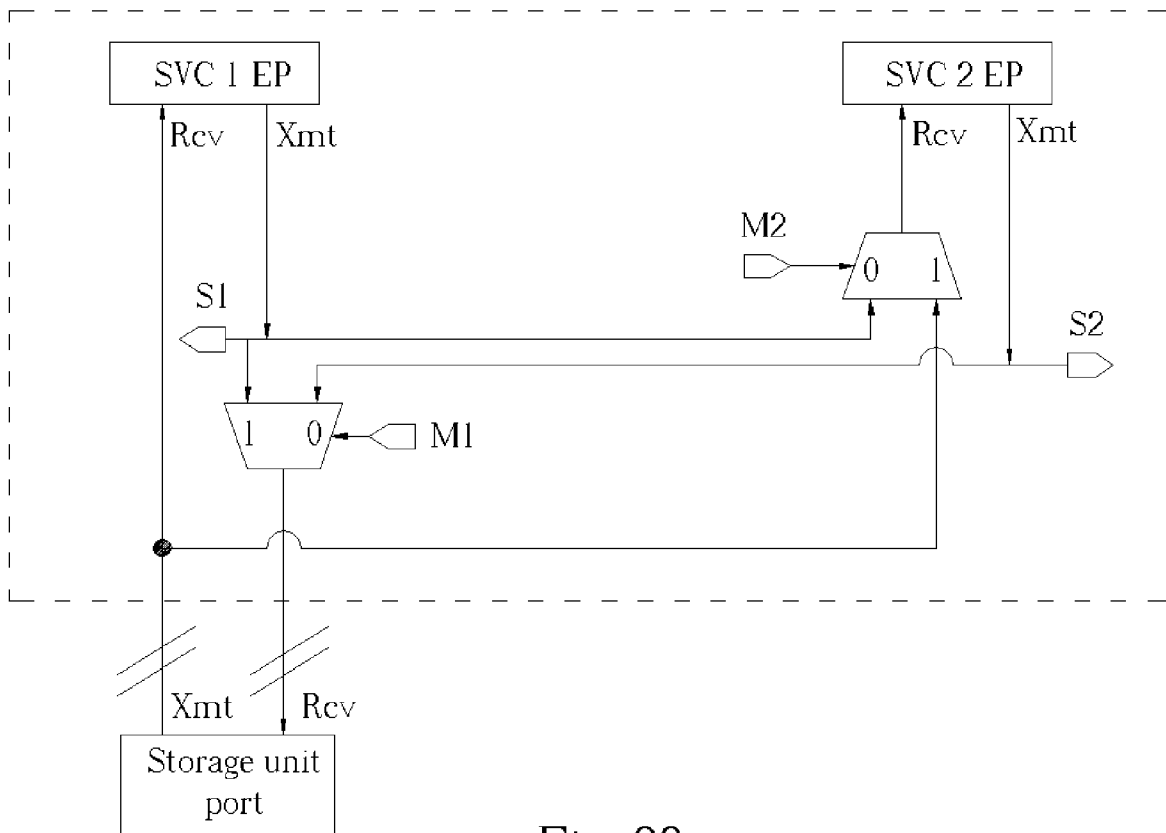 SVC 1 EP
SVC 2 EP
Rcv
Xmt
Rcv
Xmt
M2
0
1
S1
S2
1
0
M1
Xmt
Rcv
Storage unit
port